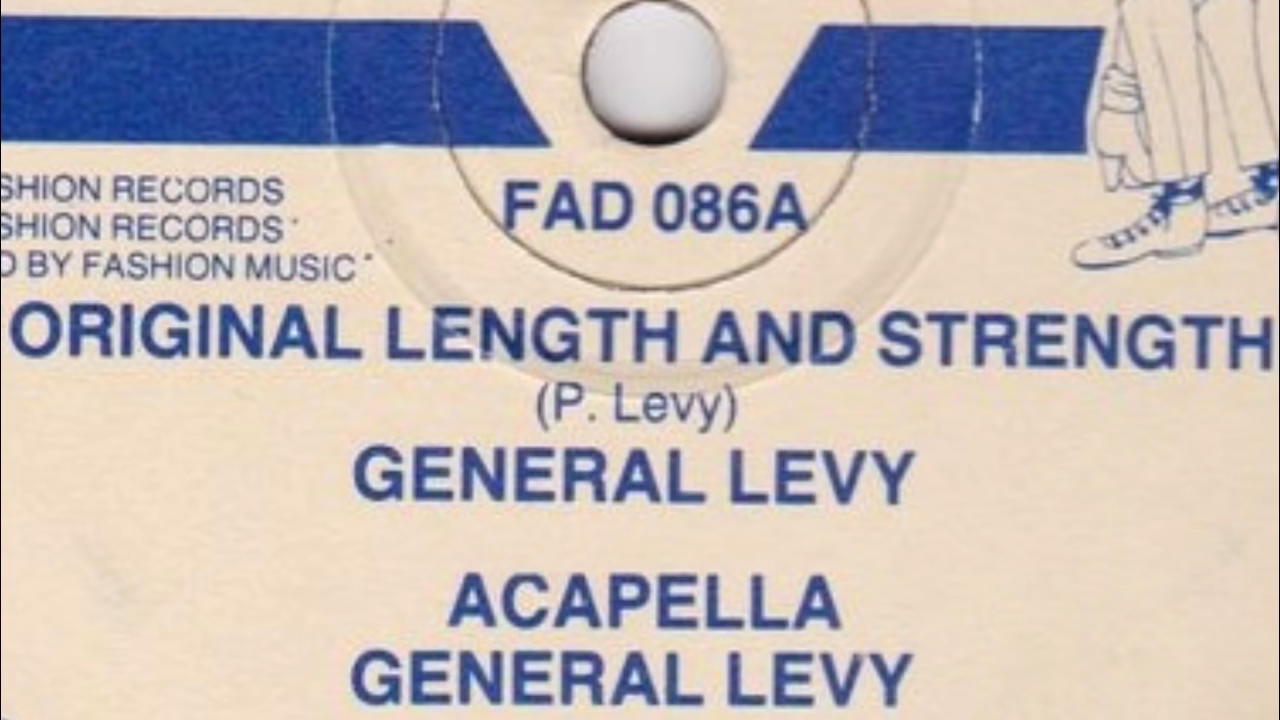 SHION RECORDS
SHION RECORDS
D BY FASHION MUSIC
FAD 086A
ORIGINAL LENGTH AND STRENGTH
(P. Levy)
GENERAL LEVY
ACAPELLA
GENERAL LEVY